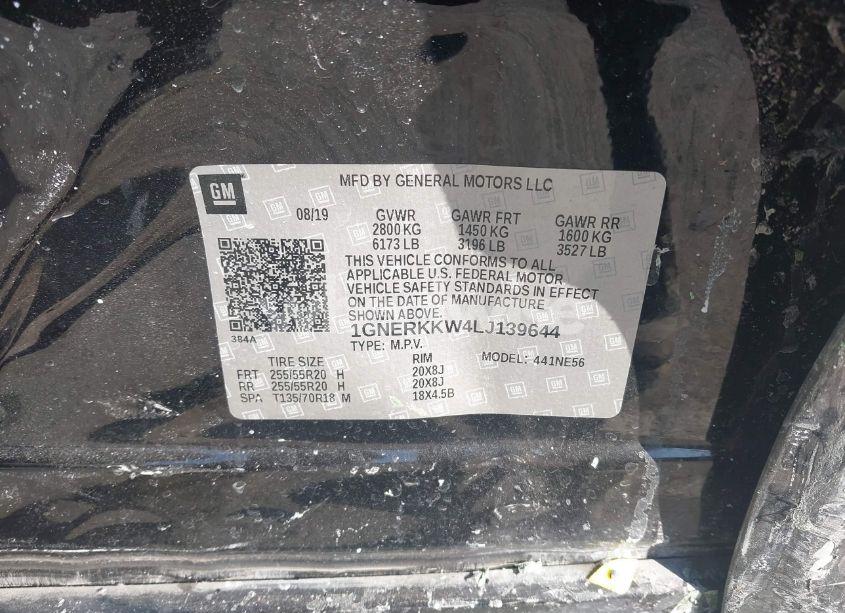 GM
MFD BY GENERAL MOTORS LLC
08/19 GVWR GAWR FRT GAWR RR
2800 KG 1450 KG 1600 KG
6173 LB 3196 LB 3527 LB
THIS VEHICLE CONFORMS TO ALL
APPLICABLE U.S. FEDERAL MOTOR
VEHICLE SAFETY STANDARDS IN EFFECT
ON THE DATE OF MANUFACTURE
SHOWN ABOVE.
384A
1GNERKKW4LJ139644
TYPE: M.P.V. MODEL: 441NE56
TIRE SIZE RIM
FRT 255/55R20 H 20X8J
RR 255/55R20 H 20X8J
SPA T135/70R18 M 18X4.5B